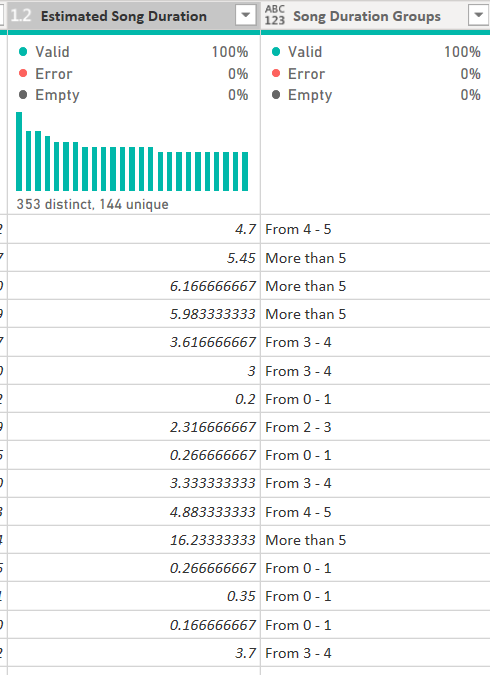 1.2 Estimated Song Duration ABC 123 Song Duration Groups
Valid 100% Valid 100%
Error 0% Error 0%
Empty 0% Empty 0%
353 distinct, 144 unique
4.7 From 4 - 5
5.45 More than 5
6.166666667 More than 5
5.983333333 More than 5
3.616666667 From 3 - 4
3 From 3 - 4
0.2 From 0 - 1
2.316666667 From 2 - 3
0.266666667 From 0 - 1
3.333333333 From 3 - 4
4.883333333 From 4 - 5
16.23333333 More than 5
0.266666667 From 0 - 1
0.35 From 0 - 1
0.166666667 From 0 - 1
3.7 From 3 - 4